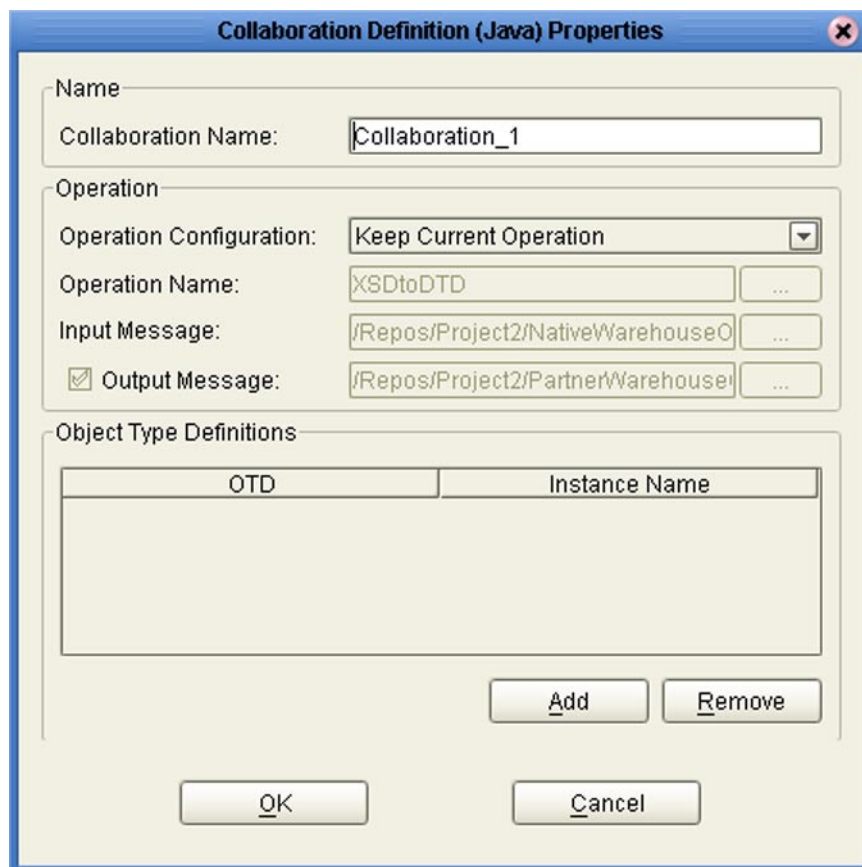 Collaboration Definition (Java) Properties
Name
Collaboration Name: Collaboration_1
Operation
Operation Configuration: Keep Current Operation
Operation Name: XSDtoDTD ...
Input Message: /Repos/Project2/NativeWarehouseO ...
Output Message: /Repos/Project2/PartnerWarehouse ...
Object Type Definitions
OTD Instance Name
Add Remove
OK Cancel